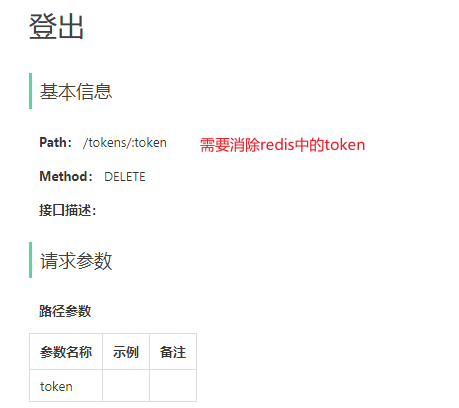 登出
基本信息
Path： /tokens/:token 需要消除redis中的token
Method： DELETE
接口描述：
请求参数
路径参数
参数名称 示例 备注
token